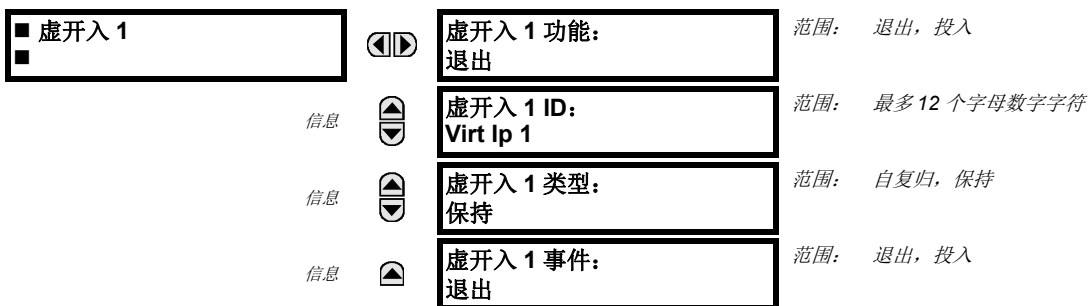 ■ 虚开入 1
■
虚开入 1 功能：
退出
范围： 退出，投入
信息
虚开入 1 ID：
Virt Ip 1
范围： 最多 12 个字母数字字符
信息
虚开入 1 类型：
保持
范围： 自复归，保持
信息
虚开入 1 事件：
退出
范围： 退出，投入